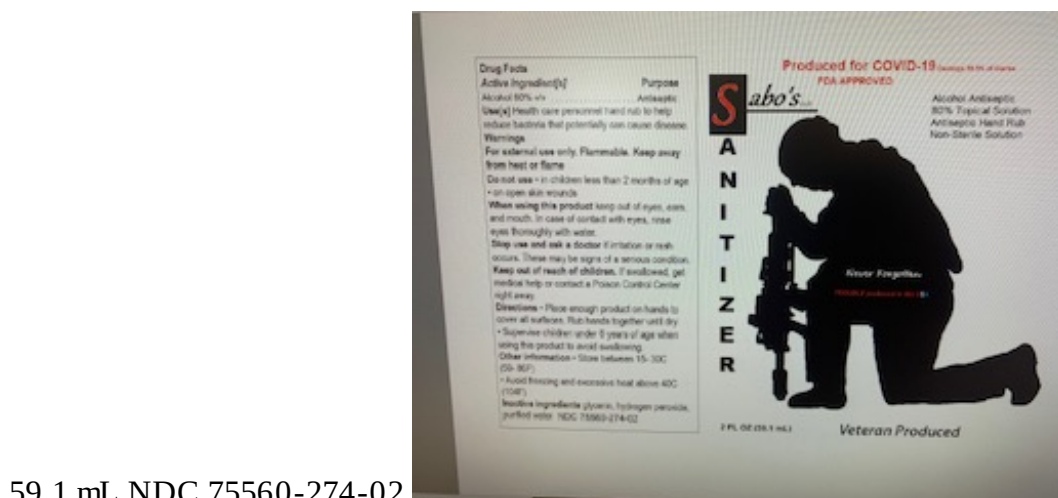 Drug Facts
Active Ingredient[s] Purpose
Alcohol 80% v/v Antiseptic
Use[s] Health care personnel hand rub to help
reduce bacteria that potentially can cause disease.
Warnings
For external use only. Flammable. Keep away
from heat or flame
Do not use • in children less than 2 months of age
• on open skin wounds
When using this product keep out of eyes, ears,
and mouth. In case of contact with eyes, rinse
eyes thoroughly with water.
Stop use and ask a doctor if irritation or rash
occurs. These may be signs of a serious condition.
Keep out of reach of children. If swallowed, get
medical help or contact a Poison Control Center
right away.
Directions • Place enough product on hands to
cover all surfaces. Rub hands together until dry.
• Supervise children under 6 years of age when
using this product to avoid swallowing.
Other information • Store between 15-30C
(59-86F)
• Avoid freezing and excessive heat above 40C
(104F)
Inactive ingredients glycerin, hydrogen peroxide,
purified water NDC 75560-274-02
Produced for COVID-19
FDA APPROVED
Sabo's
SANITIZER
Alcohol Antiseptic
80% Topical Solution
Antiseptic Hand Rub
Non-Sterile Solution
Never Forgotten
2 FL OZ (59.1 mL)
Veteran Produced
59.1 mL NDC 75560-274-02